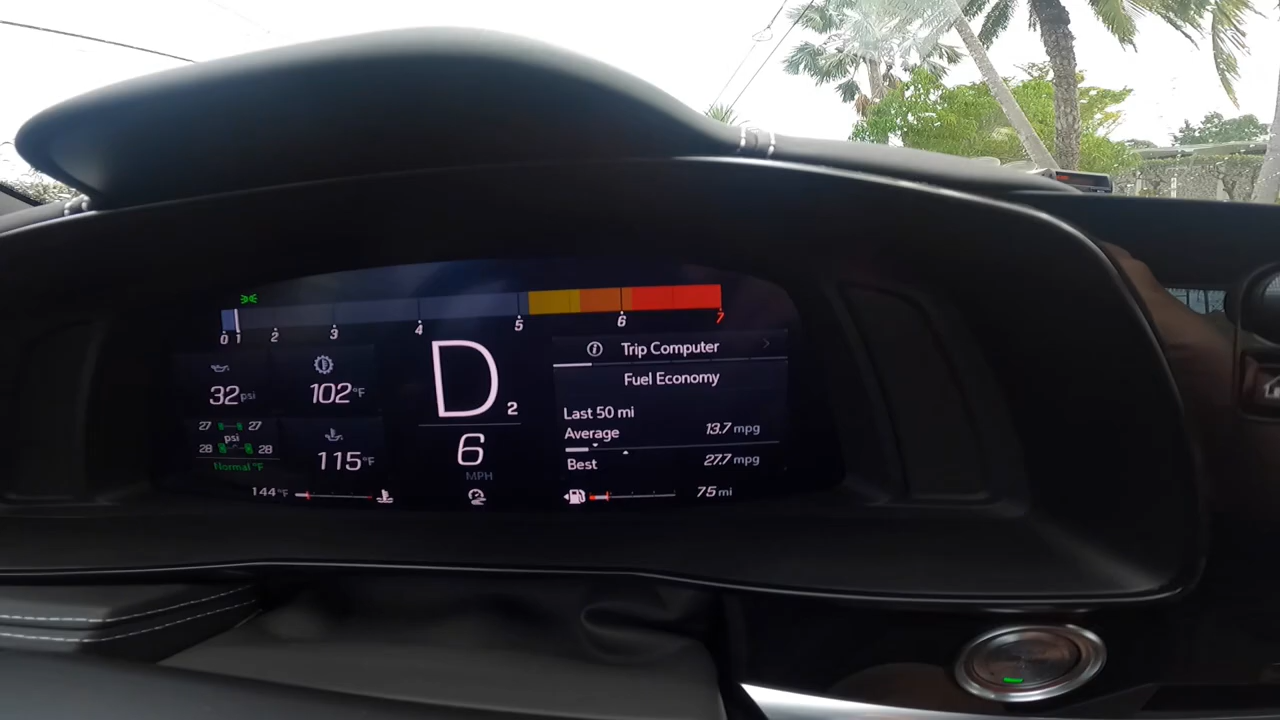 0 1 2 3 4 5 6 7
32 psi
102 °F
27 27
psi
28 28
Normal °F
115 °F
144 °F
D 2
6
MPH
Trip Computer
Fuel Economy
Last 50 mi
Average 13.7 mpg
Best 27.7 mpg
75 mi